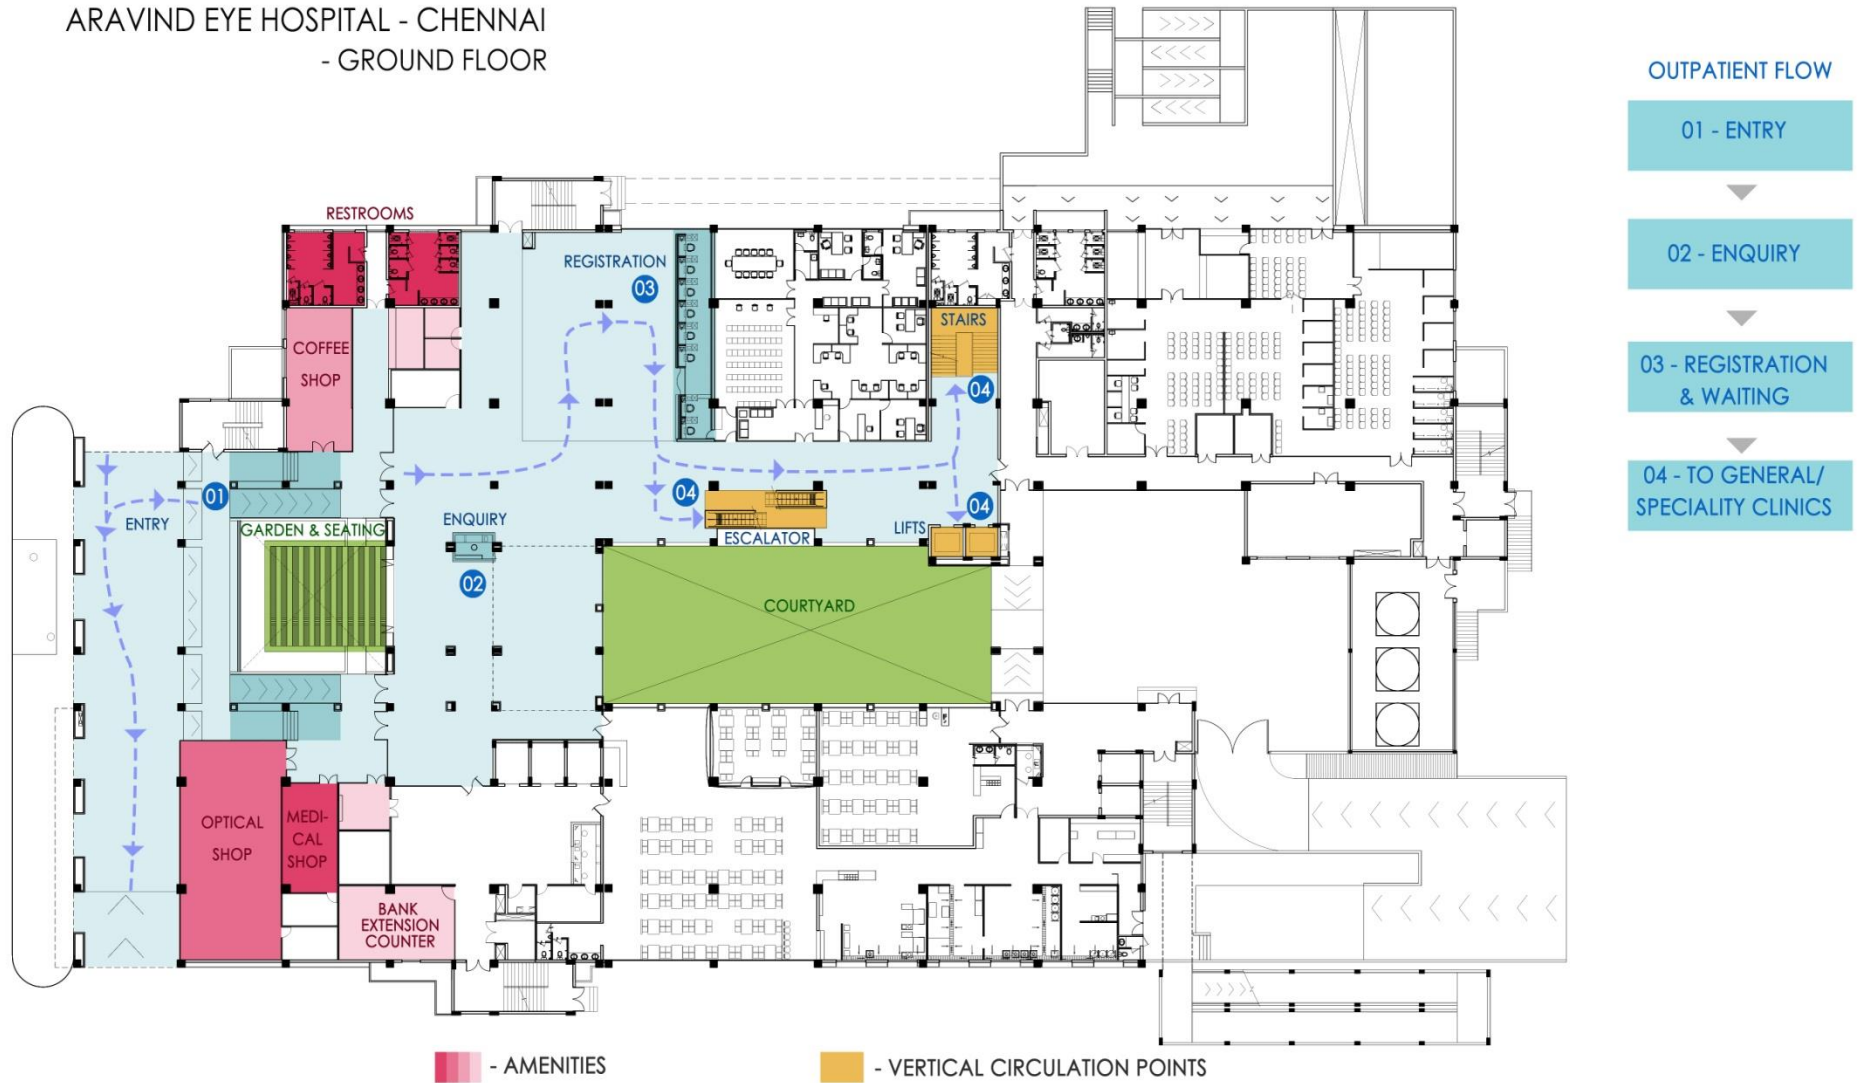 ARAVIND EYE HOSPITAL - CHENNAI
- GROUND FLOOR
OUTPATIENT FLOW
01 - ENTRY
02 - ENQUIRY
03 - REGISTRATION
& WAITING
04 - TO GENERAL/
SPECIALITY CLINICS
RESTROOMS
REGISTRATION
03
STAIRS
COFFEE
SHOP
04
01
ENTRY
04
04
GARDEN & SEATING
ENQUIRY
LIFTS
ESCALATOR
02
COURTYARD
OPTICAL
SHOP
MEDI-
CAL
SHOP
BANK
EXTENSION
COUNTER
- AMENITIES
- VERTICAL CIRCULATION POINTS